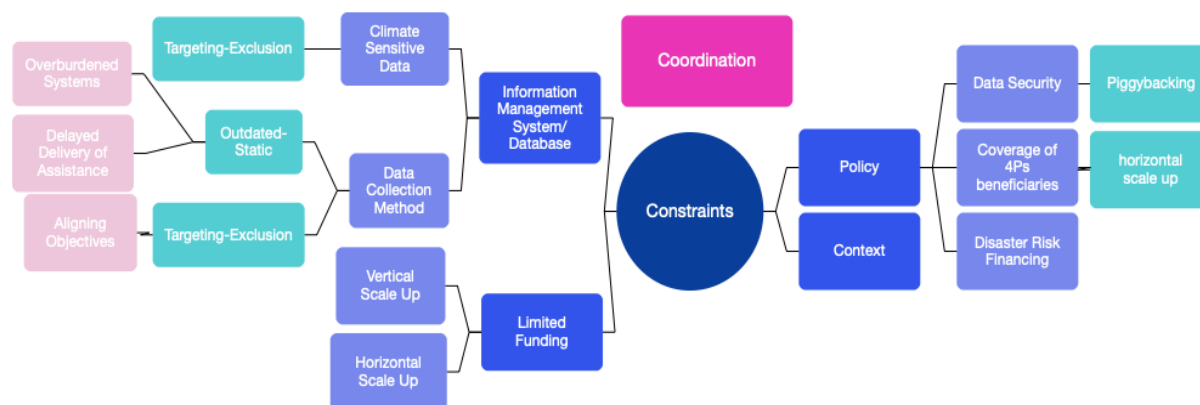 Overburdened
Systems
Delayed
Delivery of
Assistance
Aligning
Objectives
Targeting-Exclusion
Outdated-
Static
Targeting-Exclusion
Climate
Sensitive
Data
Data
Collection
Method
Vertical
Scale Up
Horizontal
Scale Up
Information
Management
System/
Database
Limited
Funding
Coordination
Constraints
Policy
Context
Data Security
Coverage of
4Ps
beneficiaries
Disaster Risk
Financing
Piggybacking
horizontal
scale up